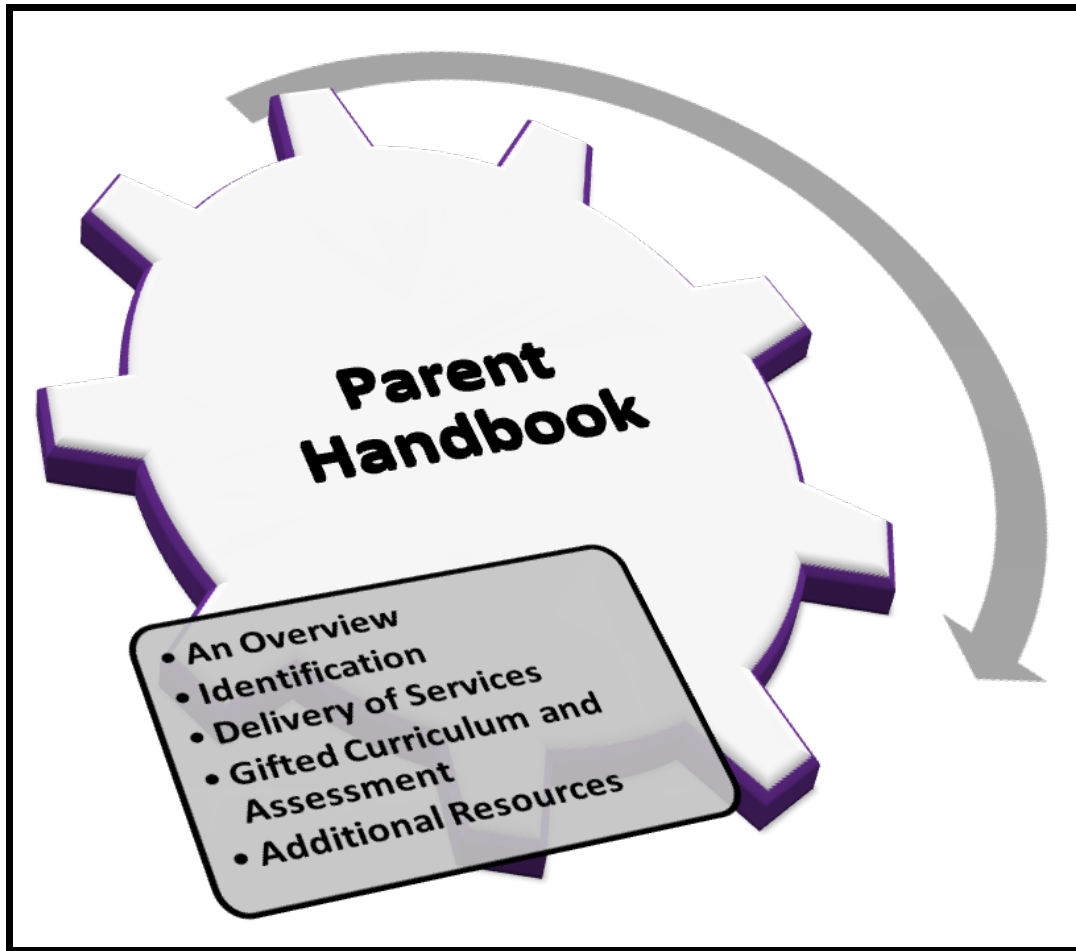 Parent
Handbook
• An Overview
• Identification
• Delivery of Services
• Gifted Curriculum and
Assessment
• Additional Resources